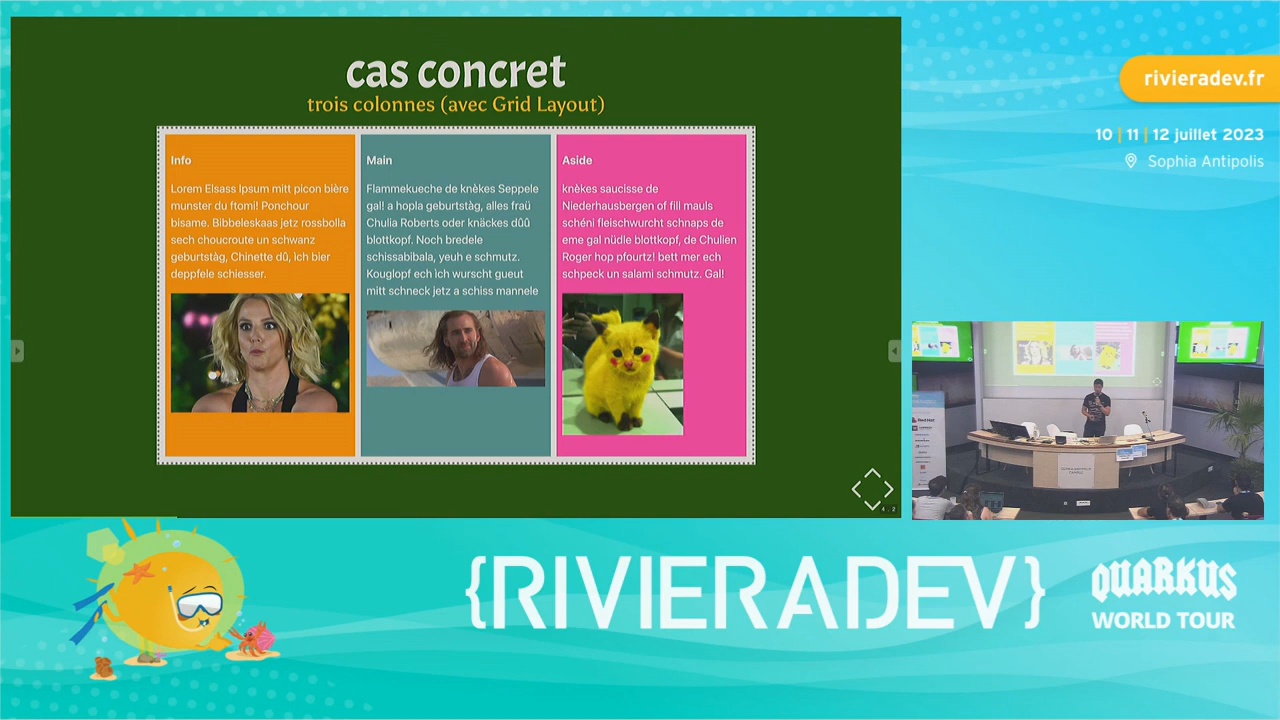 cas concret
trois colonnes (avec Grid Layout)
Info
Lorem Elsass Ipsum mitt picon bière
munster du ftomi! Ponchour
bisame. Bibbeleskaas jetz rossbolla
sech choucroute un schwanz
geburtstàg, Chinette dû, ìch bier
deppfele schiesser.
Main
Flammekueche de knèkes Seppele
gal! a hopla geburtstàg, alles fraü
Chulia Roberts oder knäckes dûû
blottkopf. Noch bredele
schissabibala, yeuh e schmutz.
Kouglopf ech ìch wurscht gueut
mitt schneck jetz a schiss mannele
Aside
knèkes saucisse de
Niederhausbergen of fill mauls
schéni fleischwurcht schnaps de
eme gal nüdle blottkopf, de Chulien
Roger hop pfourtz! bett mer ech
schpeck un salami schmutz. Gal!
4.2
rivieradev.fr
10 | 11 | 12 juillet 2023
Sophia Antipolis
{RIVIERADEV}
QUARKUS
WORLD TOUR